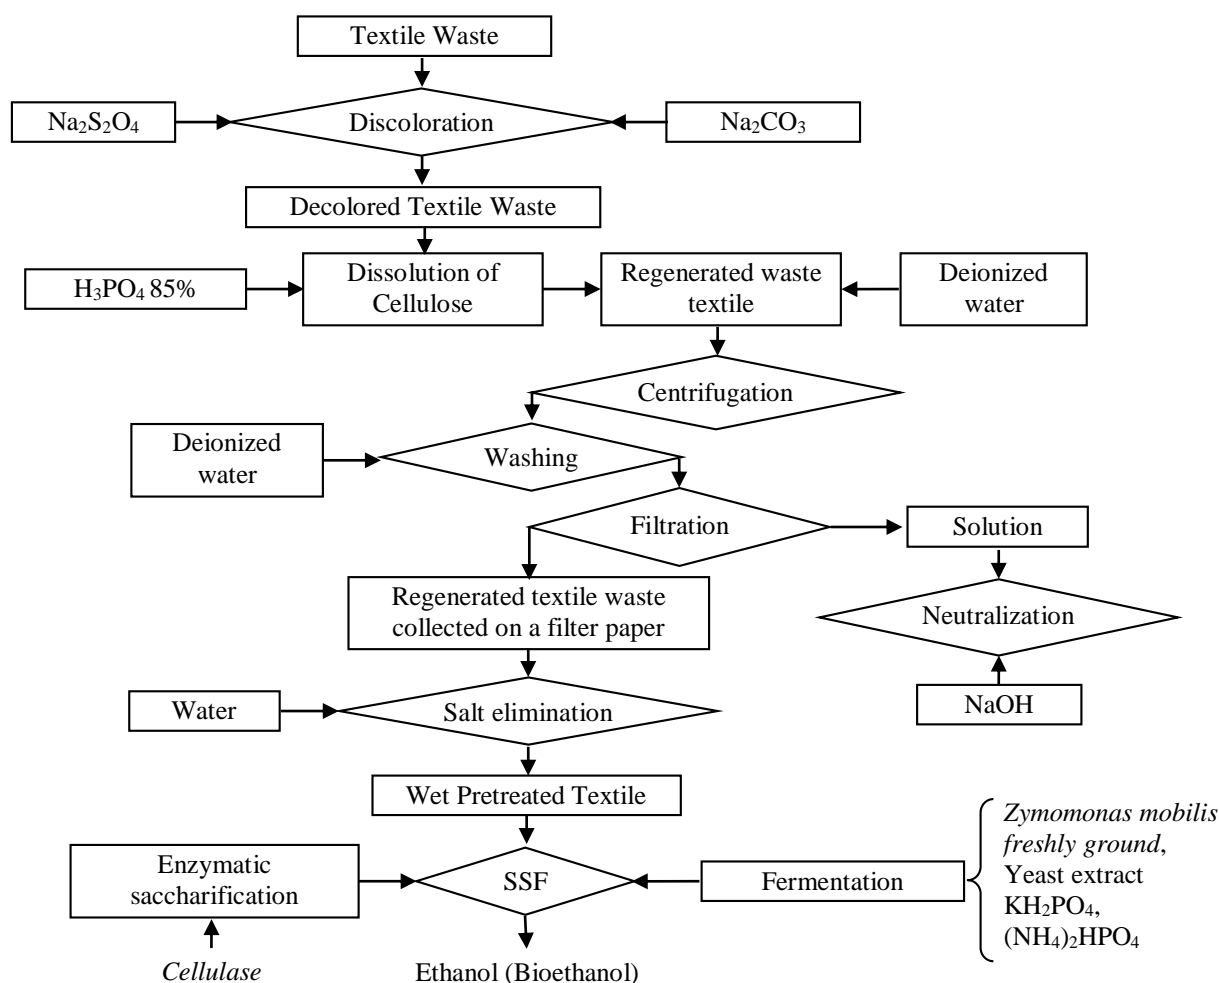 Textile Waste
Na₂S₂O₄
Discoloration
Na₂CO₃
Decolored Textile Waste
H₃PO₄ 85%
Dissolution of
Cellulose
Regenerated waste
textile
Deionized
water
Centrifugation
Deionized
water
Washing
Filtration
Solution
Regenerated textile waste
collected on a filter paper
Neutralization
Water
Salt elimination
NaOH
Wet Pretreated Textile
Enzymatic
saccharification
SSF
Fermentation
Zymomonas mobilis
freshly ground,
Yeast extract
KH₂PO₄,
(NH₄)₂HPO₄
Cellulase
Ethanol (Bioethanol)